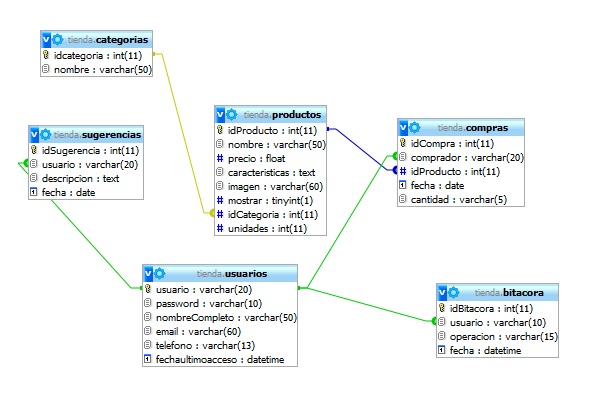 tienda.categorias
idcategoria : int(11)
nombre : varchar(50)
tienda.sugerencias
idSugerencia : int(11)
usuario : varchar(20)
descripcion : text
fecha : date
tienda.productos
idProducto : int(11)
nombre : varchar(50)
precio : float
caracteristicas : text
imagen : varchar(60)
mostrar : tinyint(1)
idCategoria : int(11)
unidades : int(11)
tienda.compras
idCompra : int(11)
comprador : varchar(20)
idProducto : int(11)
fecha : date
cantidad : varchar(5)
tienda.usuarios
usuario : varchar(20)
password : varchar(10)
nombreCompleto : varchar(50)
email : varchar(60)
telefono : varchar(13)
fechaultimoacceso : datetime
tienda.bitacora
idBitacora : int(11)
usuario : varchar(10)
operacion : varchar(15)
fecha : datetime